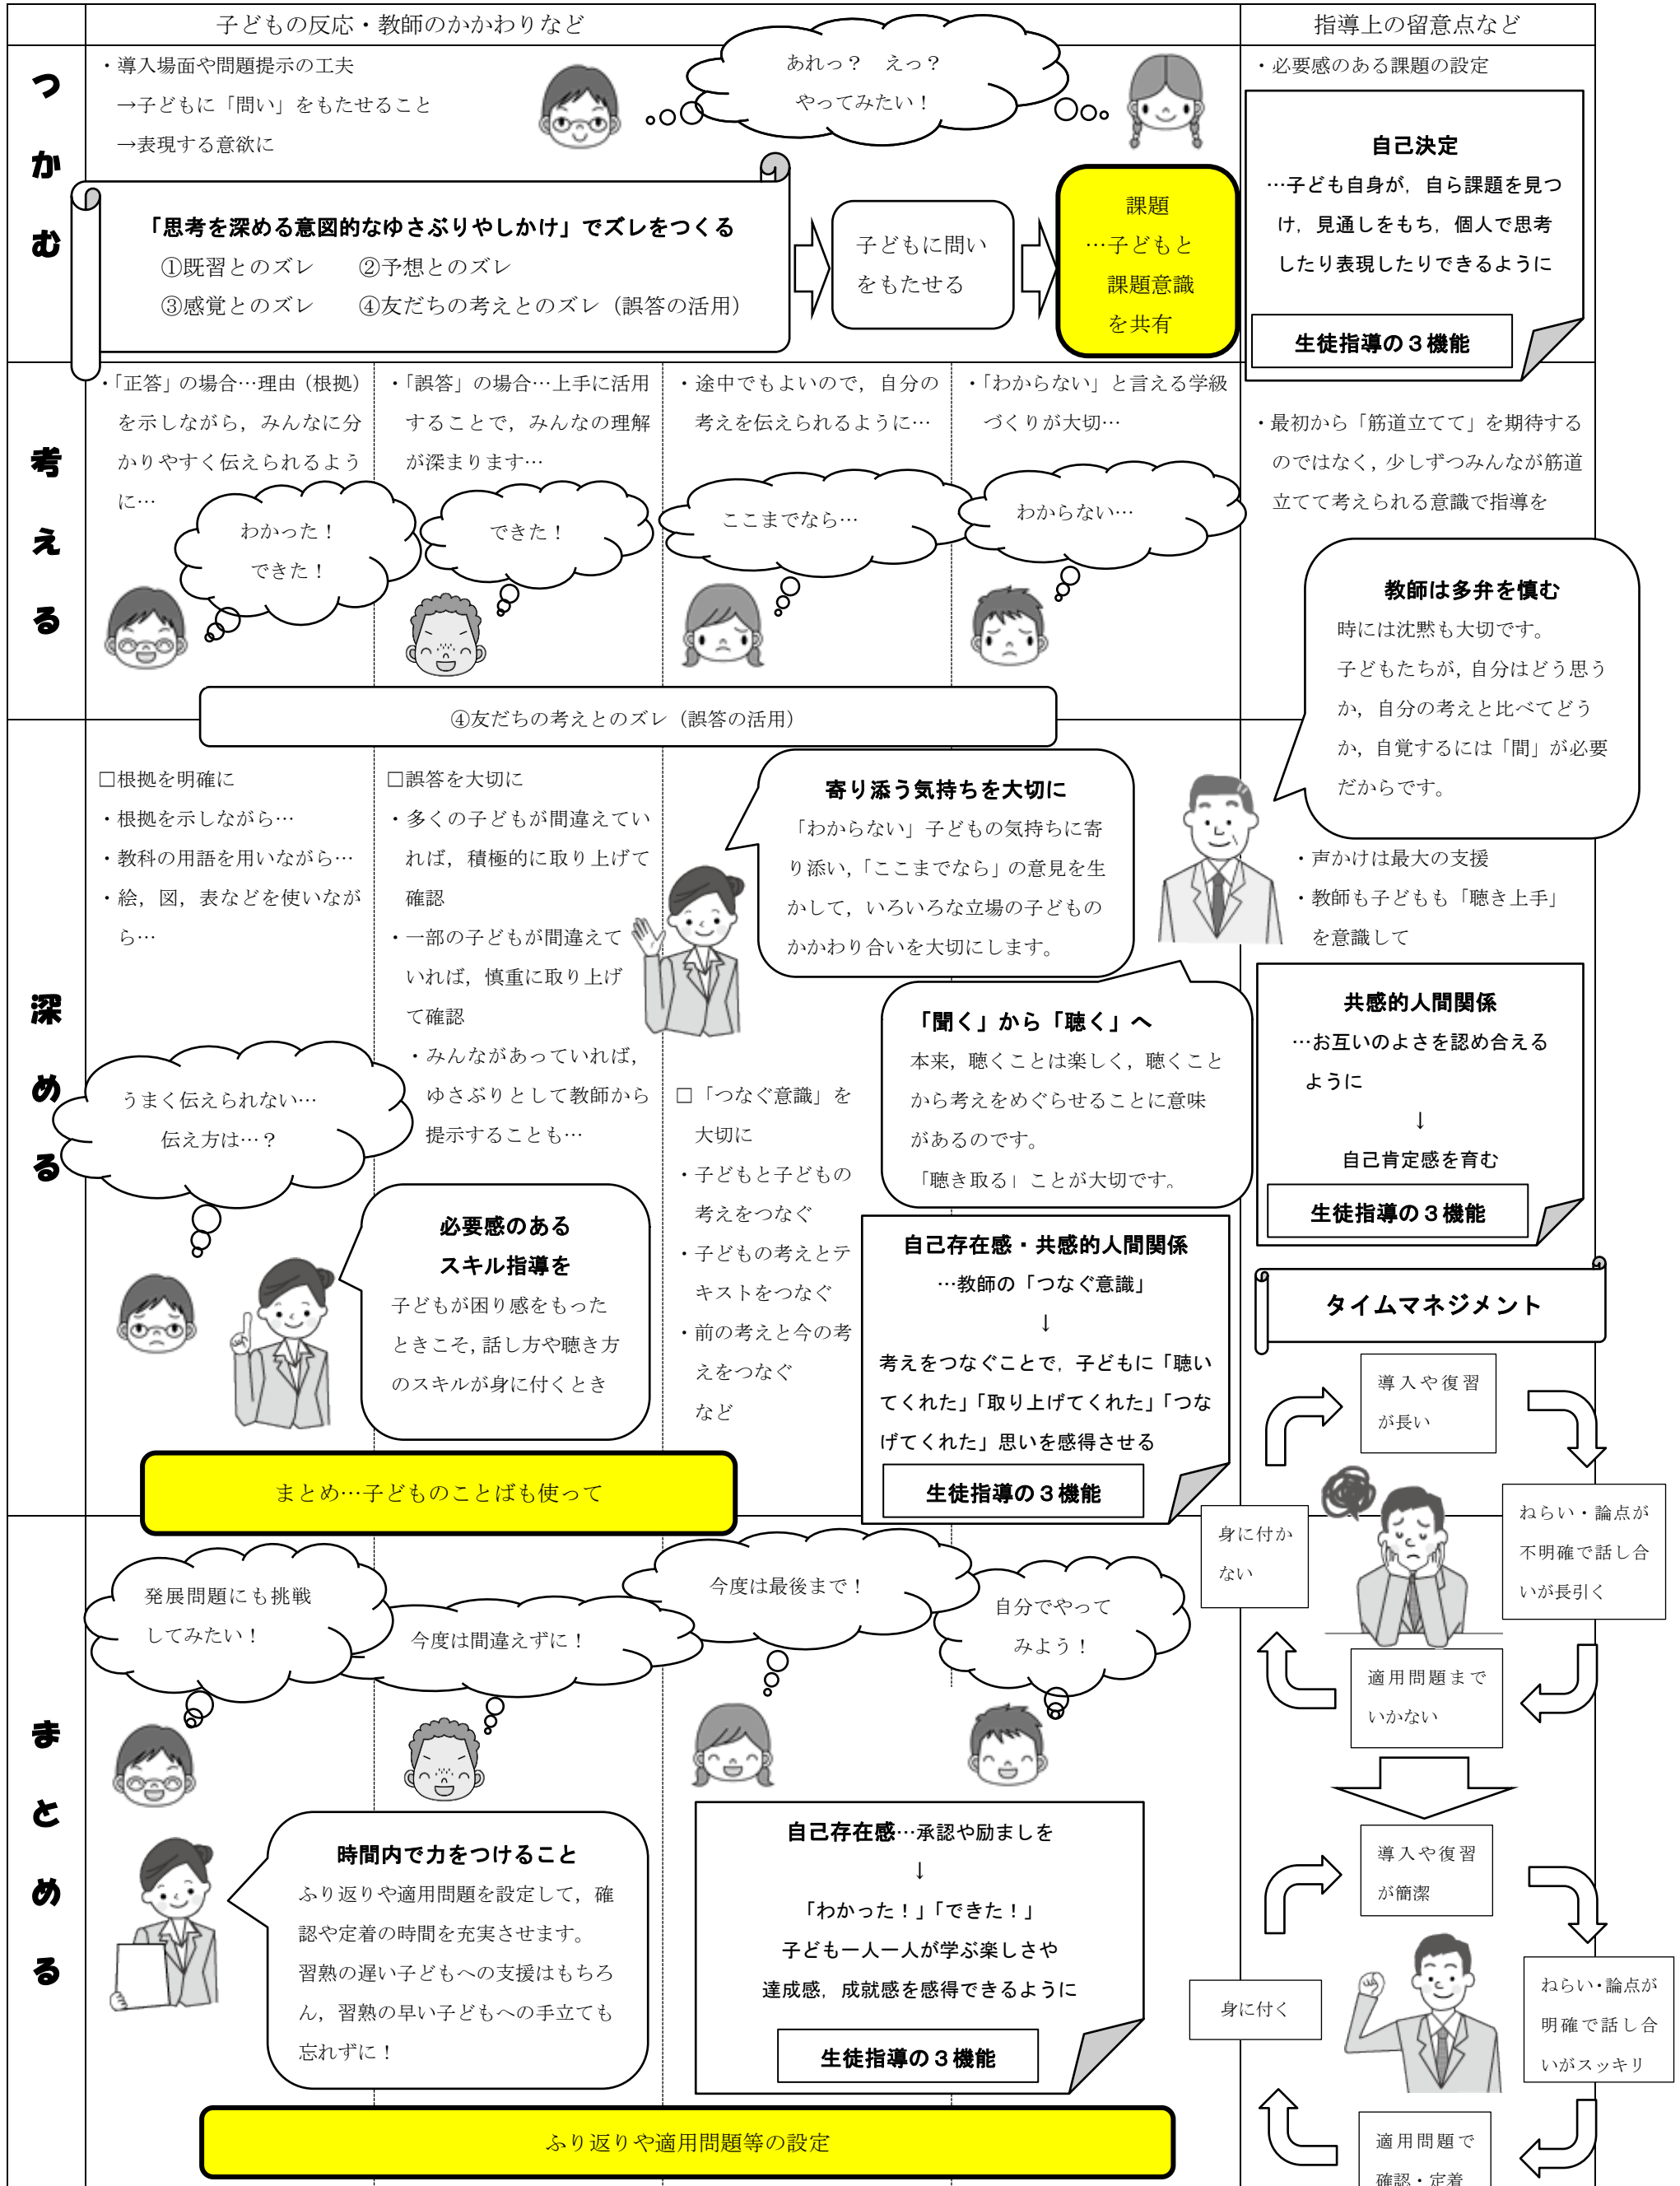 子どもの反応・教師のかかわりなど
指導上の留意点など
つかむ
・導入場面や問題提示の工夫
→子どもに「問い」をもたせること
→表現する意欲に
あれっ？　えっ？
やってみたい！
「思考を深める意図的なゆさぶりやしかけ」でズレをつくる
①既習とのズレ　②予想とのズレ
③感覚とのズレ　④友だちの考えとのズレ（誤答の活用）
子どもに問い
をもたせる
課題
…子どもと
課題意識
を共有
・必要感のある課題の設定
自己決定
…子ども自身が，自ら課題を見つ
け，見通しをもち，個人で思考
したり表現したりできるように
生徒指導の３機能
考える
・「正答」の場合…理由（根拠）
を示しながら，みんなに分
かりやすく伝えられるよう
に…
わかった！
できた！
・「誤答」の場合…上手に活用
することで，みんなの理解
が深まります…
できた！
・途中でもよいので，自分の
考えを伝えられるように…
ここまでなら…
・「わからない」と言える学級
づくりが大切…
わからない…
・最初から「筋道立てて」を期待する
のではなく，少しずつみんなが筋道
立てて考えられる意識で指導を
教師は多弁を慎む
時には沈黙も大切です。
子どもたちが，自分はどう思う
か，自分の考えと比べてどう
か，自覚するには「間」が必要
だからです。
④友だちの考えとのズレ（誤答の活用）
深める
□根拠を明確に
・根拠を示しながら…
・教科の用語を用いながら…
・絵，図，表などを使いなが
ら…
うまく伝えられない…
伝え方は…？
□誤答を大切に
・多くの子どもが間違えてい
れば，積極的に取り上げて
確認
・一部の子どもが間違えて
いれば，慎重に取り上げ
て確認
・みんながあっていれば，
ゆさぶりとして教師から
提示することも…
必要感のある
スキル指導を
子どもが困り感をもった
ときこそ，話し方や聴き方
のスキルが身に付くとき
寄り添う気持ちを大切に
「わからない」子どもの気持ちに寄
り添い，「ここまでなら」の意見を生
かして，いろいろな立場の子どもの
かかわり合いを大切にします。
「聞く」から「聴く」へ
本来，聴くことは楽しく，聴くこと
から考えをめぐらせることに意味
があるのです。
「聴き取る」ことが大切です。
□「つなぐ意識」を
大切に
・子どもと子どもの
考えをつなぐ
・子どもの考えとテ
キストをつなぐ
・前の考えと今の考
えをつなぐ
など
自己存在感・共感的人間関係
…教師の「つなぐ意識」
↓
考えをつなぐことで，子どもに「聴い
てくれた」「取り上げてくれた」「つな
げてくれた」思いを感得させる
生徒指導の３機能
・声かけは最大の支援
・教師も子どもも「聴き上手」
を意識して
共感的人間関係
…お互いのよさを認め合える
ように
↓
自己肯定感を育む
生徒指導の３機能
まとめ…子どものことばも使って
タイムマネジメント
導入や復習
が長い
ねらい・論点が
不明確で話し合
いが長引く
適用問題まで
いかない
身に付か
ない
まとめる
発展問題にも挑戦
してみたい！
今度は間違えずに！
今度は最後まで！
自分でやって
みよう！
時間内で力をつけること
ふり返りや適用問題を設定して，確
認や定着の時間を充実させます。
習熟の遅い子どもへの支援はもちろ
ん，習熟の早い子どもへの手立ても
忘れずに！
自己存在感…承認や励ましを
↓
「わかった！」「できた！」
子ども一人一人が学ぶ楽しさや
達成感，成就感を感得できるように
生徒指導の３機能
ふり返りや適用問題等の設定
導入や復習
が簡潔
ねらい・論点が
明確で話し合
いがスッキリ
適用問題で
確認・定着
身に付く